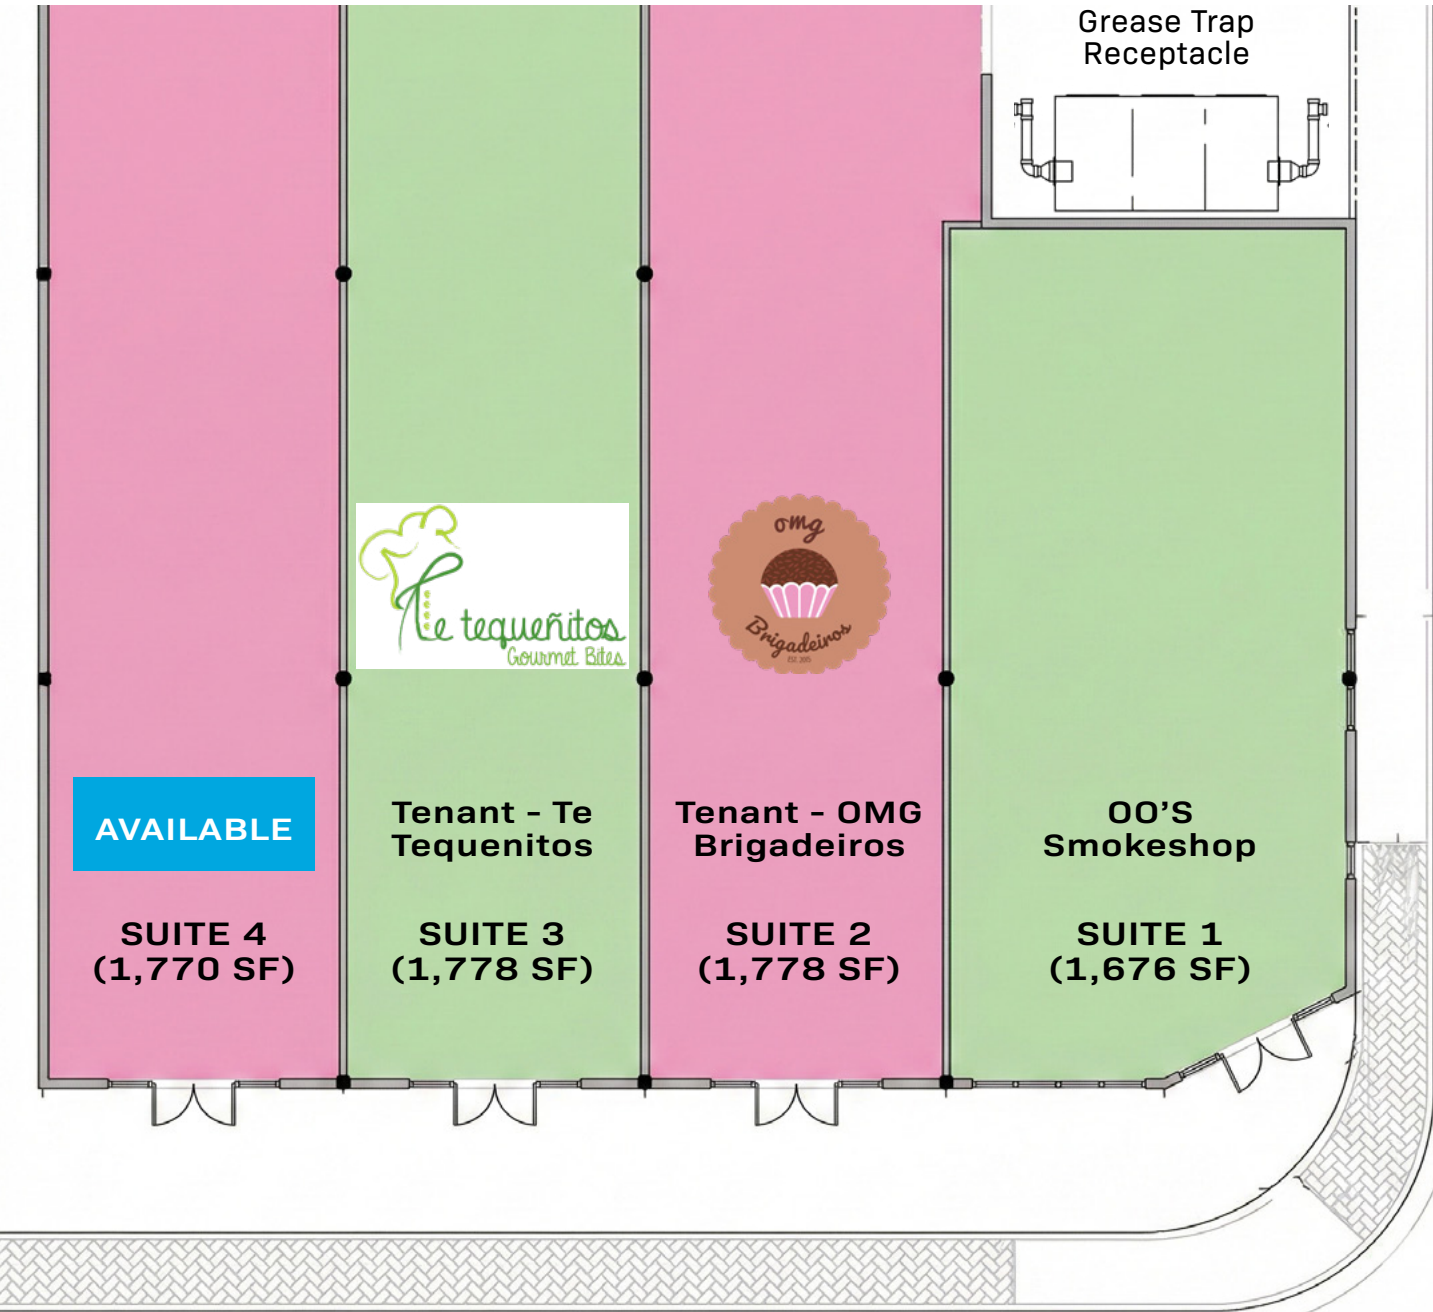 Grease Trap
Receptacle
Te tequeñitos
Gourmet Bites
omg
Brigadeiros
EST. 2015
AVAILABLE
Tenant - Te
Tequenitos
Tenant - OMG
Brigadeiros
OO'S
Smokeshop
SUITE 4
(1,770 SF)
SUITE 3
(1,778 SF)
SUITE 2
(1,778 SF)
SUITE 1
(1,676 SF)